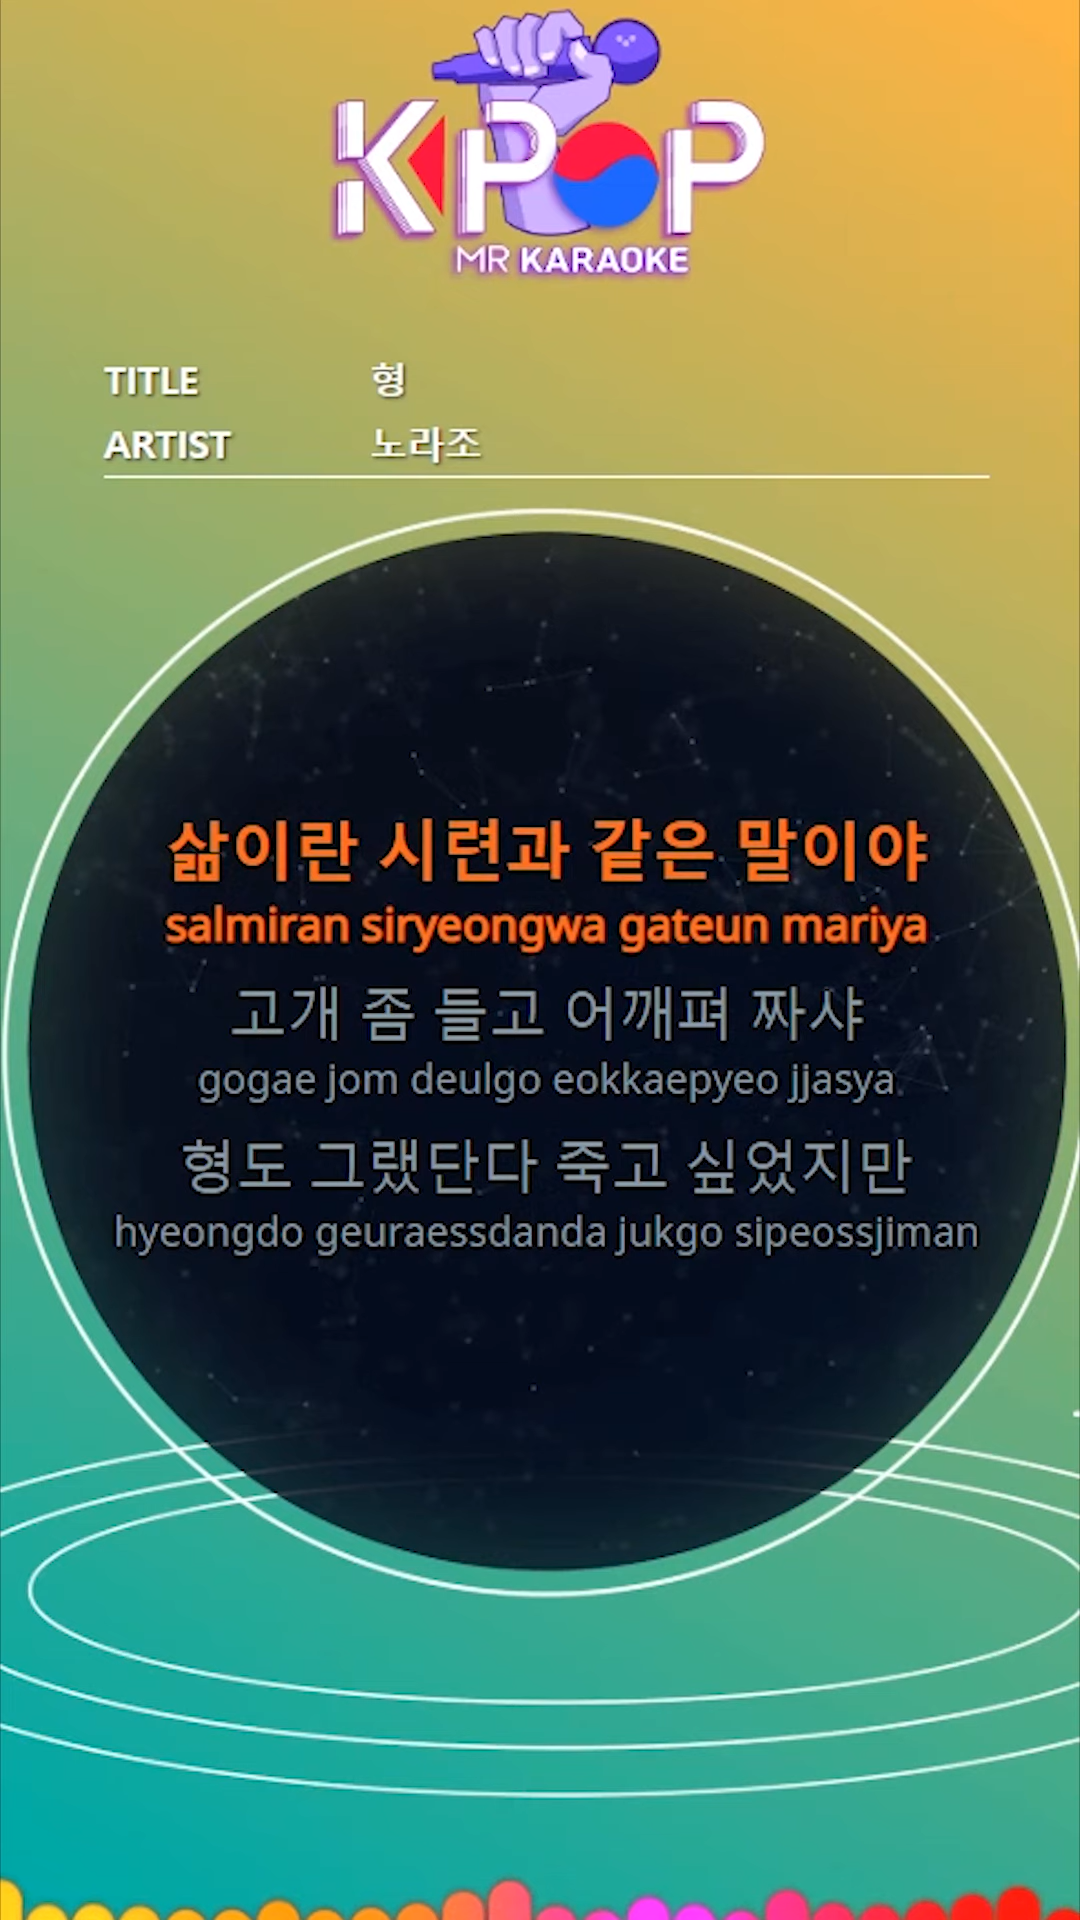 KPOP
MR KARAOKE
TITLE 형
ARTIST 노라조
삶이란 시련과 같은 말이야
salmiran siryeongwa gateun mariya
고개 좀 들고 어깨펴 짜샤
gogae jom deulgo eokkaepyeo jjasya
형도 그랬단다 죽고 싶었지만
hyeongdo geuraessdanda jukgo sipeossjiman